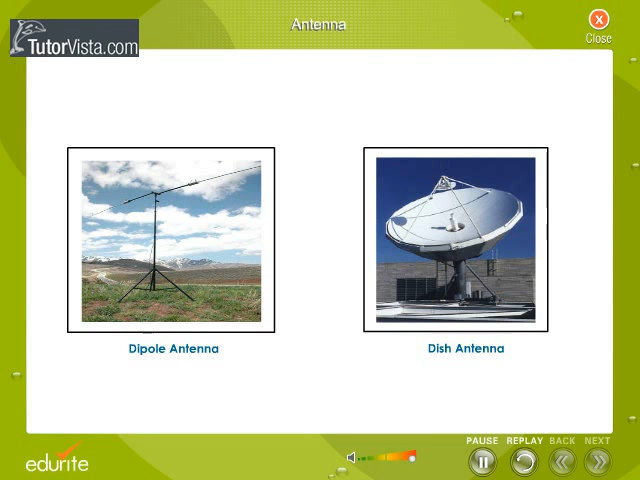 Antenna
X
Close
TutorVista.com
Dipole Antenna
Dish Antenna
PAUSE REPLAY BACK NEXT
edurite